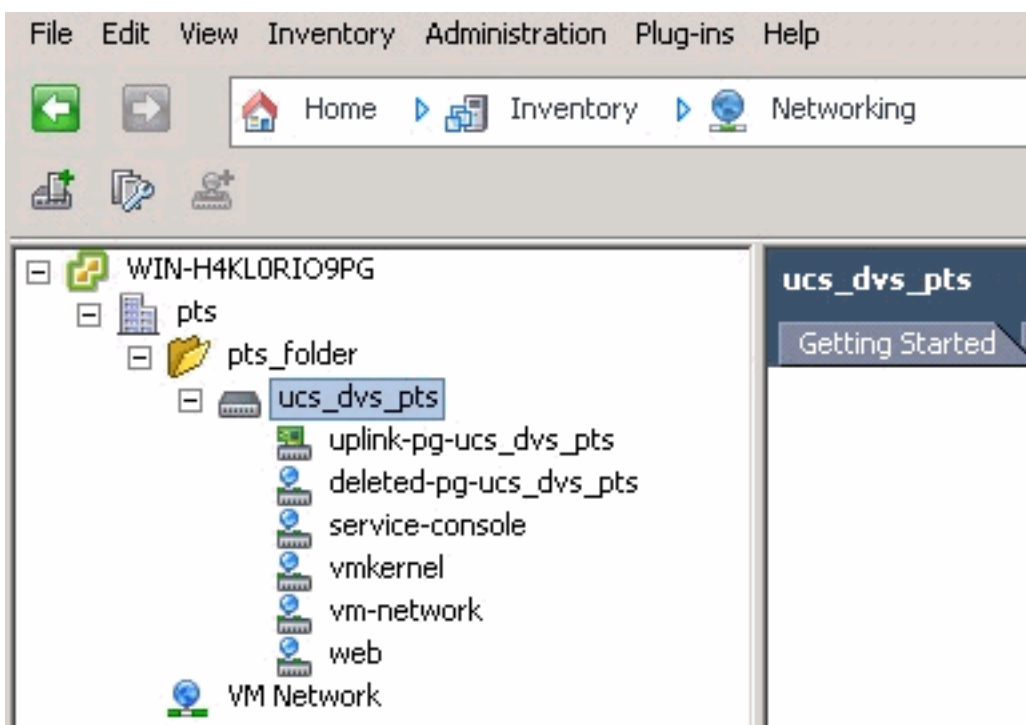 File Edit View Inventory Administration Plug-ins Help
Home Inventory Networking
WIN-H4KL0RIO9PG
pts
pts_folder
ucs_dvs_pts
uplink-pg-ucs_dvs_pts
deleted-pg-ucs_dvs_pts
service-console
vmkernel
vm-network
web
VM Network
ucs_dvs_pts
Getting Started